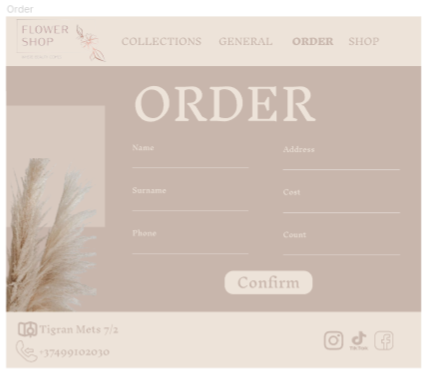 Order
FLOWER
SHOP
COLLECTIONS GENERAL ORDER SHOP
ORDER
Name
Address
Surname
Cost
Phone
Count
Confirm
Tigran Mets 7/2
+37499102030
TikTok